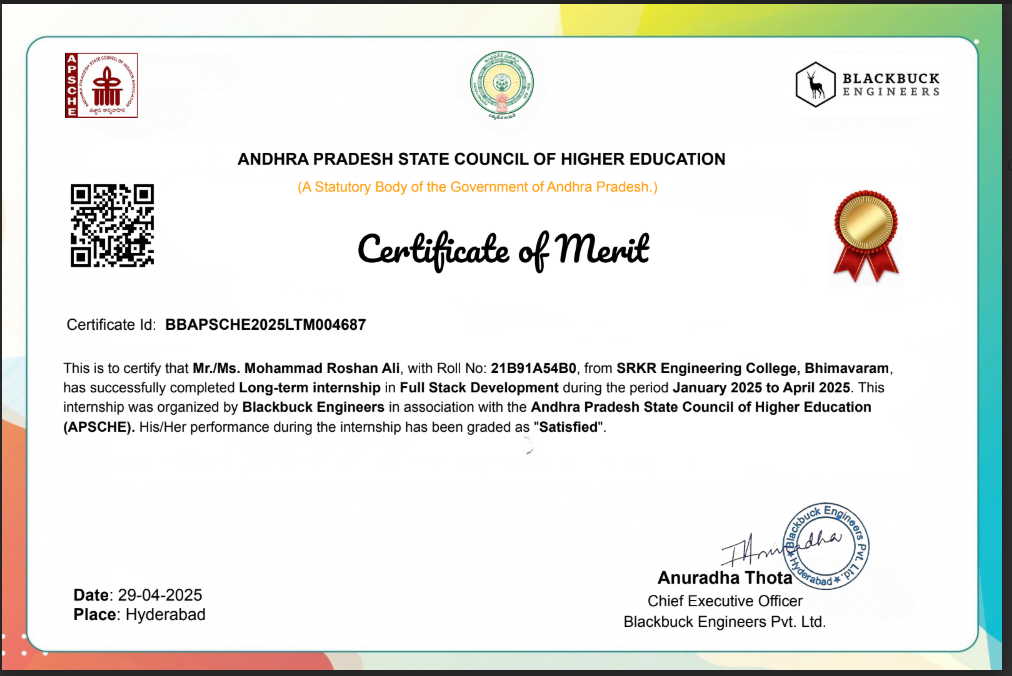 APSCHE
BLACKBUCK
ENGINEERS
ANDHRA PRADESH STATE COUNCIL OF HIGHER EDUCATION
(A Statutory Body of the Government of Andhra Pradesh.)
Certificate of Merit
Certificate Id: BBAPSCHE2025LTM004687
This is to certify that Mr./Ms. Mohammad Roshan Ali, with Roll No: 21B91A54B0, from SRKR Engineering College, Bhimavaram,
has successfully completed Long-term internship in Full Stack Development during the period January 2025 to April 2025. This
internship was organized by Blackbuck Engineers in association with the Andhra Pradesh State Council of Higher Education
(APSCHE). His/Her performance during the internship has been graded as "Satisfied".
Blackbuck Engineers Pvt. Ltd.
Hyderabad
Anuradha Thota
Date: 29-04-2025
Chief Executive Officer
Place: Hyderabad
Blackbuck Engineers Pvt. Ltd.